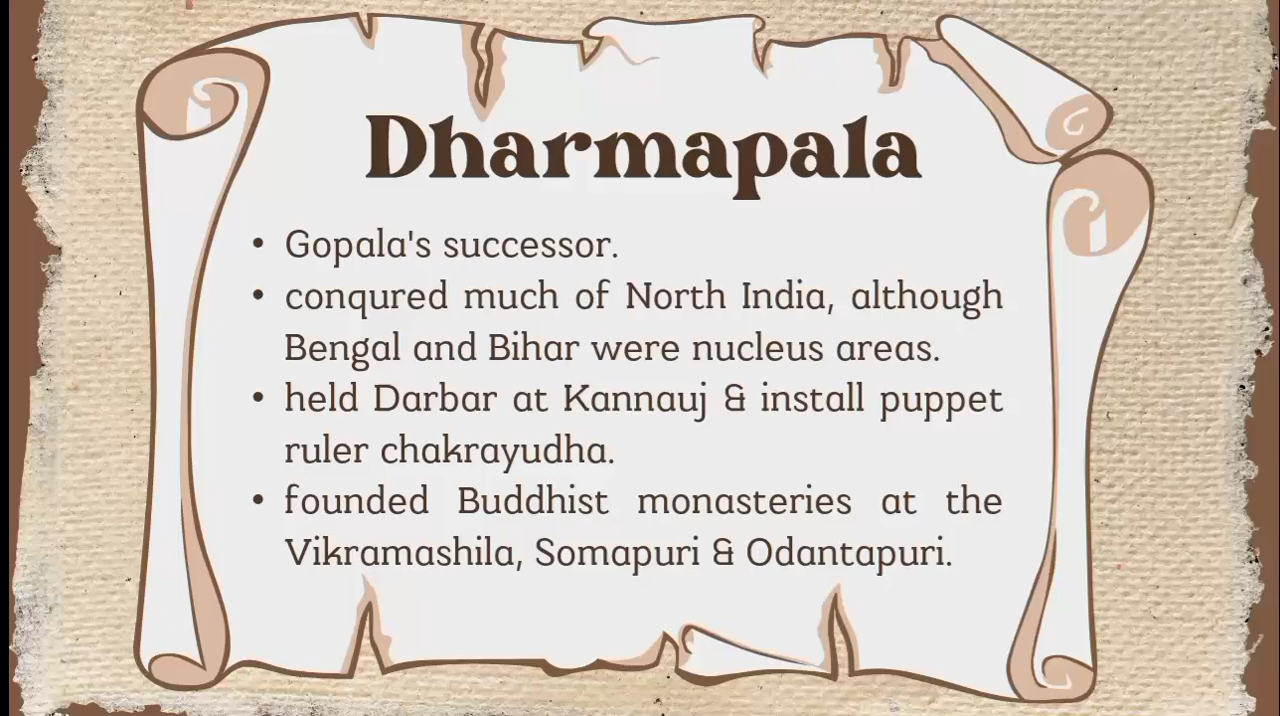 Dharmapala
• Gopala's successor.
• conqured much of North India, although
Bengal and Bihar were nucleus areas.
• held Darbar at Kannauj & install puppet
ruler chakrayudha.
• founded Buddhist monasteries at the
Vikramashila, Somapuri & Odantapuri.